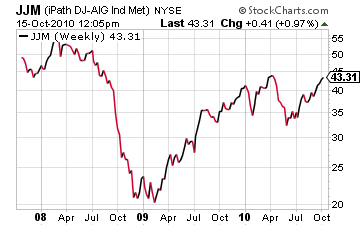 JJM (iPath DJ-AIG Ind Met) NYSE © StockCharts.com
15-Oct-2010 12:05pm Last 43.31 Chg +0.41 (+0.97%)
JJM (Weekly) 43.31
55
50
45
43.31
40
35
30
25
20
08 Apr Jul Oct 09 Apr Jul Oct 10 Apr Jul Oct